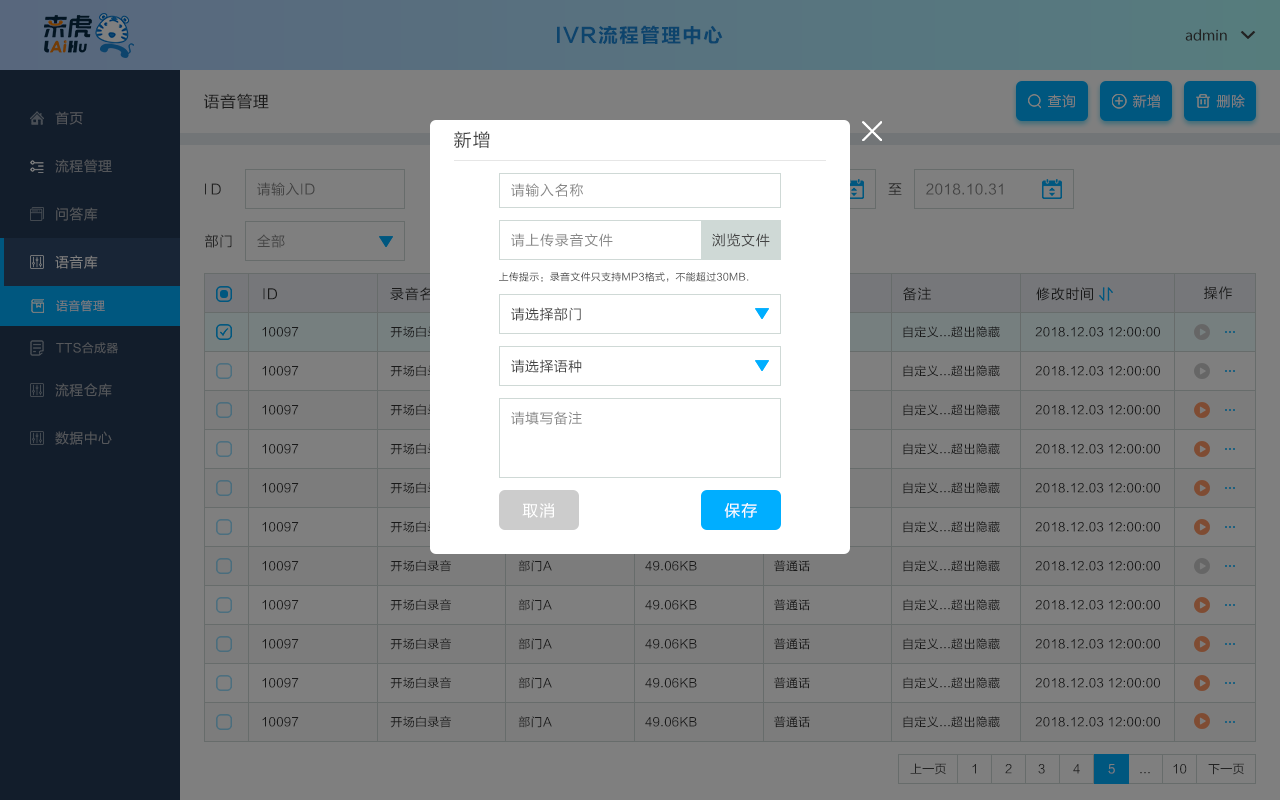 来虎
LAiHu
IVR流程管理中心
admin
首页
流程管理
问答库
语音库
语音管理
TTS合成器
流程仓库
数据中心
语音管理
查询
新增
删除
ID
请输入ID
至
2018.10.31
部门
全部
新增
请输入名称
请上传录音文件
浏览文件
上传提示：录音文件只支持MP3格式，不能超过30MB.
请选择部门
请选择语种
请填写备注
取消
保存
ID 录音名 备注 修改时间 操作
10097 开场白 自定义...超出隐藏 2018.12.03 12:00:00 ...
10097 开场白 自定义...超出隐藏 2018.12.03 12:00:00 ...
10097 开场白 自定义...超出隐藏 2018.12.03 12:00:00 ...
10097 开场白 自定义...超出隐藏 2018.12.03 12:00:00 ...
10097 开场白 自定义...超出隐藏 2018.12.03 12:00:00 ...
10097 开场白 自定义...超出隐藏 2018.12.03 12:00:00 ...
10097 开场白录音 部门A 49.06KB 普通话 自定义...超出隐藏 2018.12.03 12:00:00 ...
10097 开场白录音 部门A 49.06KB 普通话 自定义...超出隐藏 2018.12.03 12:00:00 ...
10097 开场白录音 部门A 49.06KB 普通话 自定义...超出隐藏 2018.12.03 12:00:00 ...
10097 开场白录音 部门A 49.06KB 普通话 自定义...超出隐藏 2018.12.03 12:00:00 ...
10097 开场白录音 部门A 49.06KB 普通话 自定义...超出隐藏 2018.12.03 12:00:00 ...
上一页 1 2 3 4 5 ... 10 下一页